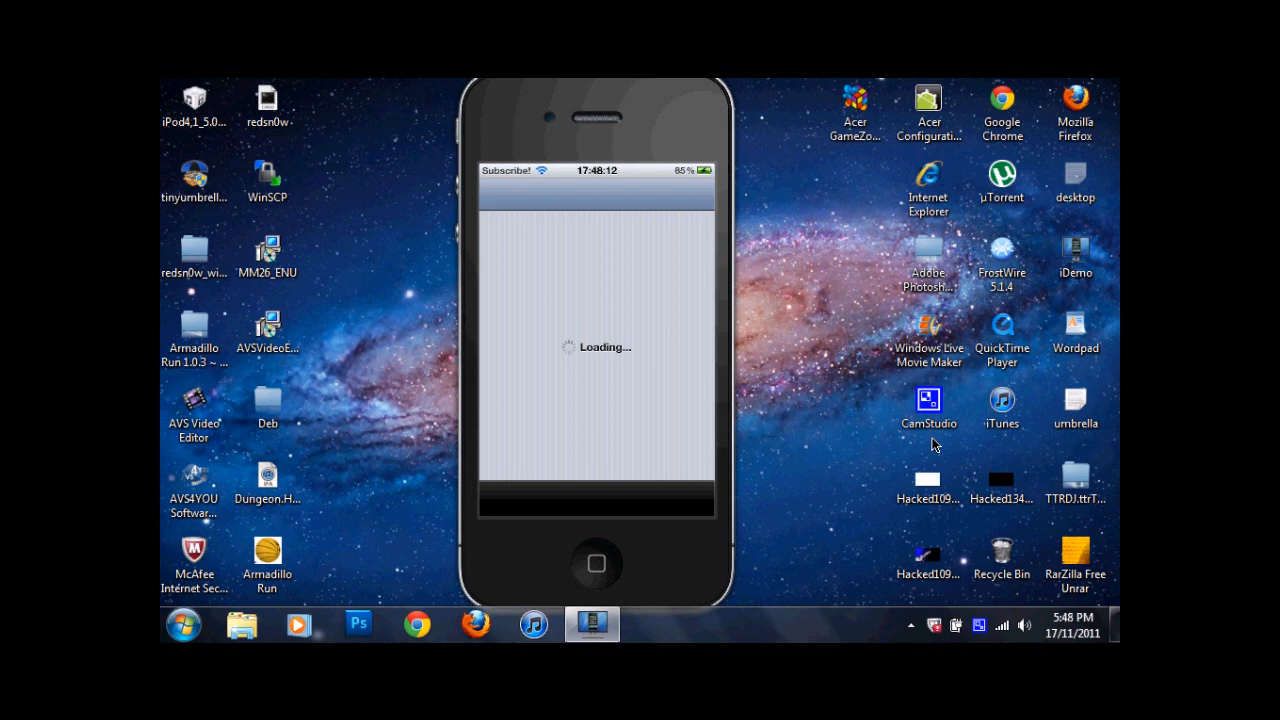 iPod4,1_5.0...
redsn0w
Acer
GameZo...
Acer
Configurati...
Google
Chrome
Mozilla
Firefox
Subscribe!
17:48:12
85%
tinyumbrell...
WinSCP
Internet
Explorer
µTorrent
desktop
redsn0w_wi...
MM26_ENU
Adobe
Photosh...
FrostWire
5.1.4
iDemo
Loading...
Armadillo
Run 1.0.3 ~ ...
AVSVideoE...
Windows Live
Movie Maker
QuickTime
Player
Wordpad
AVS Video
Editor
Deb
CamStudio
iTunes
umbrella
AVS4YOU
Softwar...
Dungeon.H...
IPA
Hacked109...
Hacked134...
TTRDJ.ttrT...
McAfee
Internet Sec...
Armadillo
Run
Hacked109...
Recycle Bin
RarZilla Free
Unrar
Ps
5:48 PM
17/11/2011